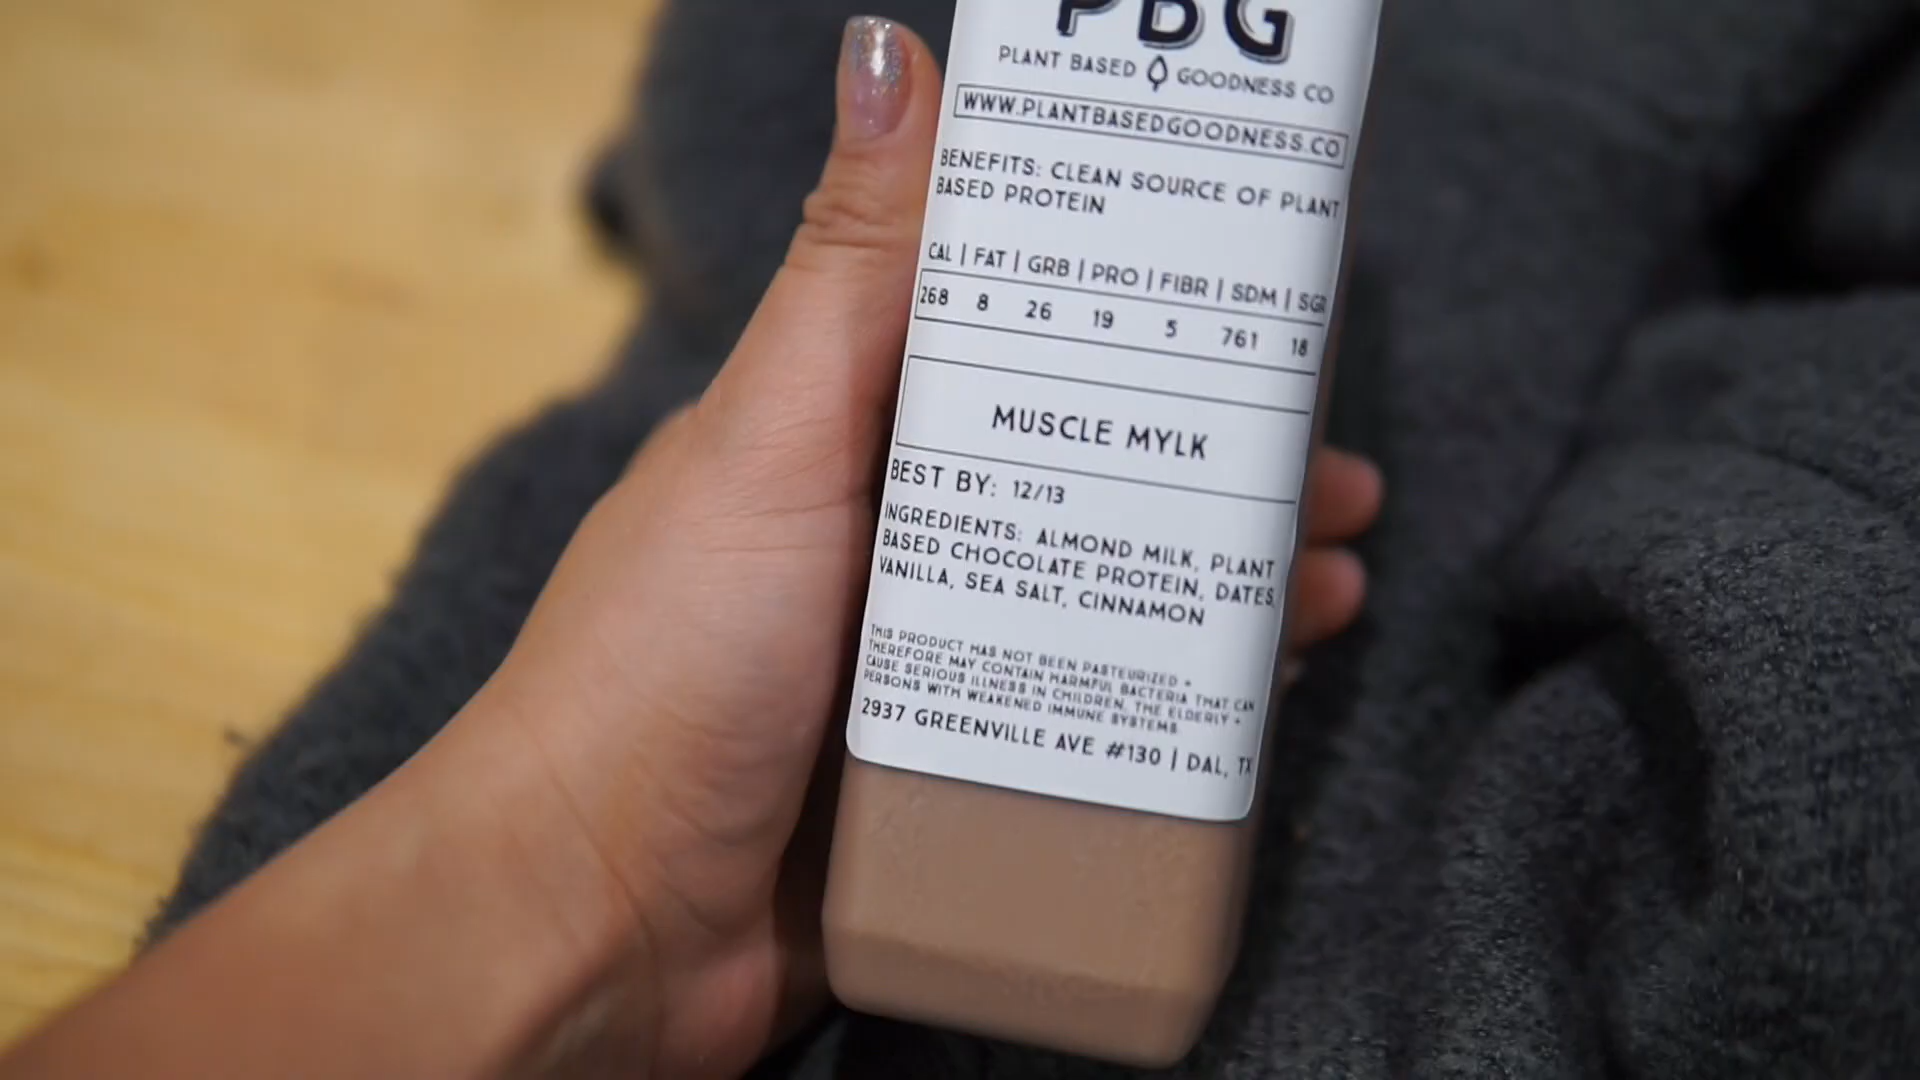 PBG
PLANT BASED GOODNESS CO
WWW.PLANTBASEDGOODNESS.CO
BENEFITS: CLEAN SOURCE OF PLANT
BASED PROTEIN
CAL | FAT | GRB | PRO | FIBR | SDM | SGR
268 8 26 19 5 761 18
MUSCLE MYLK
BEST BY: 12/13
INGREDIENTS: ALMOND MILK, PLANT
BASED CHOCOLATE PROTEIN, DATES,
VANILLA, SEA SALT, CINNAMON
THIS PRODUCT HAS NOT BEEN PASTEURIZED +
THEREFORE MAY CONTAIN HARMFUL BACTERIA THAT CAN
CAUSE SERIOUS ILLNESS IN CHILDREN, THE ELDERLY +
PERSONS WITH WEAKENED IMMUNE SYSTEMS
2937 GREENVILLE AVE #130 | DAL, TX